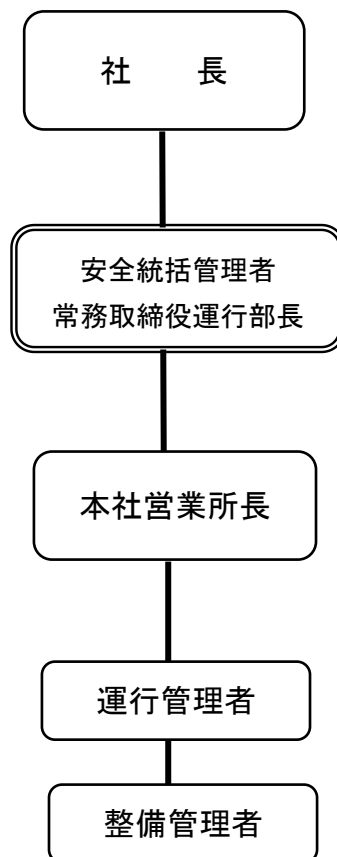 社　　長
安全統括管理者
常務取締役運行部長
本社営業所長
運行管理者
整備管理者